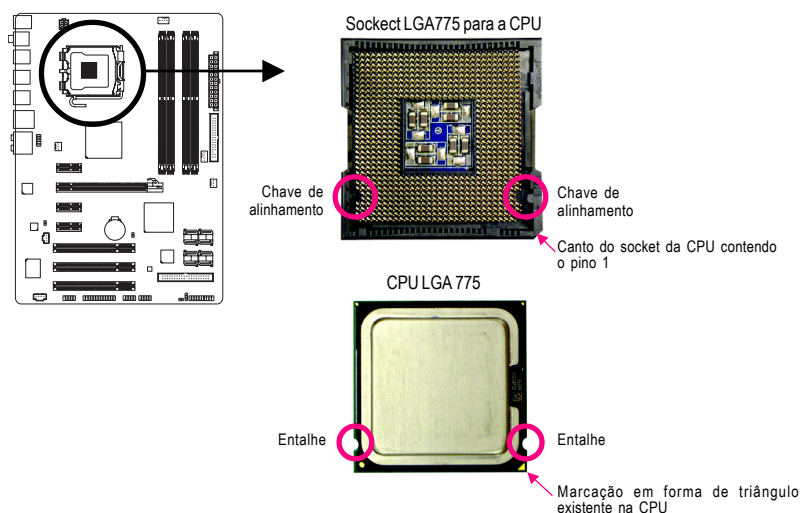 Sockect LGA775 para a CPU
Chave de
alinhamento
Chave de
alinhamento
Canto do socket da CPU contendo
o pino 1
CPU LGA 775
Entalhe
Entalhe
Marcação em forma de triângulo
existente na CPU